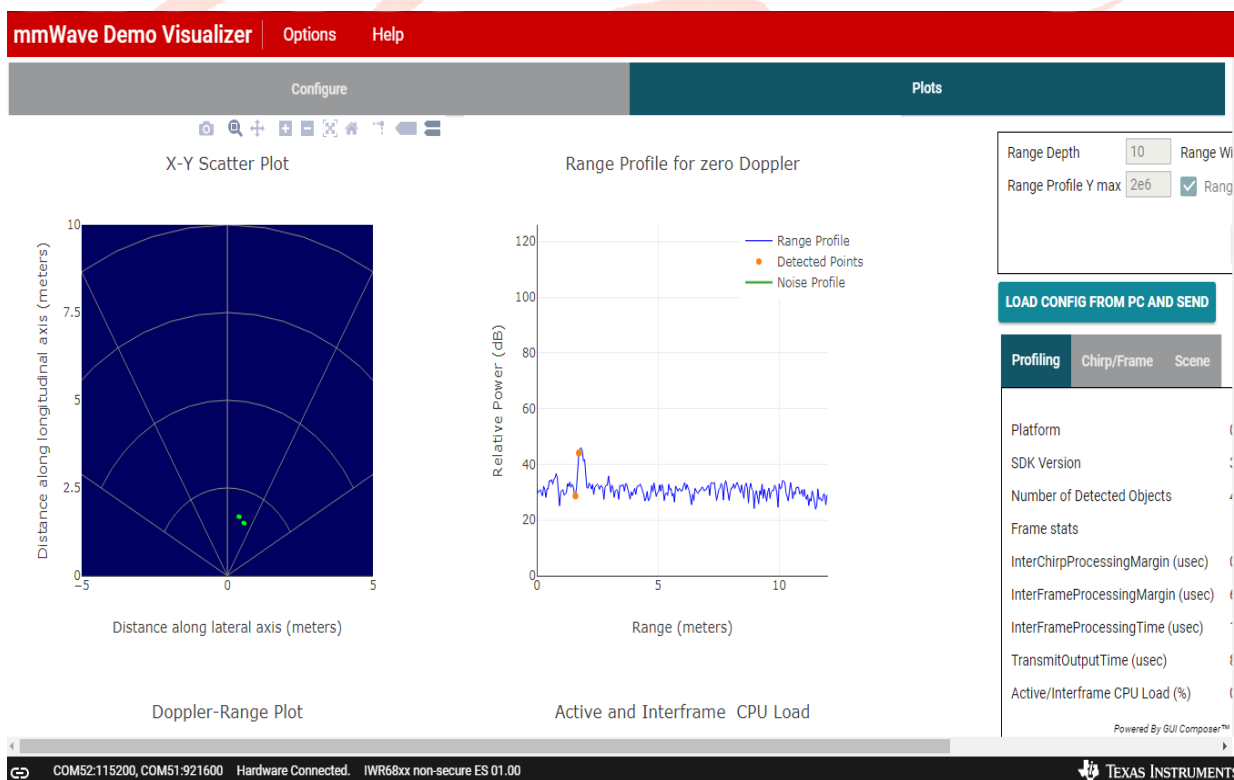 mmWave Demo Visualizer Options Help
Configure Plots
X-Y Scatter Plot
10
7.5
5
2.5
0
−5 0 5
Distance along longitudinal axis (meters)
Distance along lateral axis (meters)
Range Profile for zero Doppler
120
100
80
60
40
20
0
0 5 10
Relative Power (dB)
Range (meters)
Range Profile
Detected Points
Noise Profile
Doppler-Range Plot
Active and Interframe CPU Load
Range Depth 10 Range Wi
Range Profile Y max 2e6 Rang
LOAD CONFIG FROM PC AND SEND
Profiling Chirp/Frame Scene
Platform
SDK Version
Number of Detected Objects
Frame stats
InterChirpProcessingMargin (usec)
InterFrameProcessingMargin (usec)
InterFrameProcessingTime (usec)
TransmitOutputTime (usec)
Active/Interframe CPU Load (%)
Powered By GUI Composer™
COM52:115200, COM51:921600 Hardware Connected. IWR68xx non-secure ES 01.00
TEXAS INSTRUMENTS